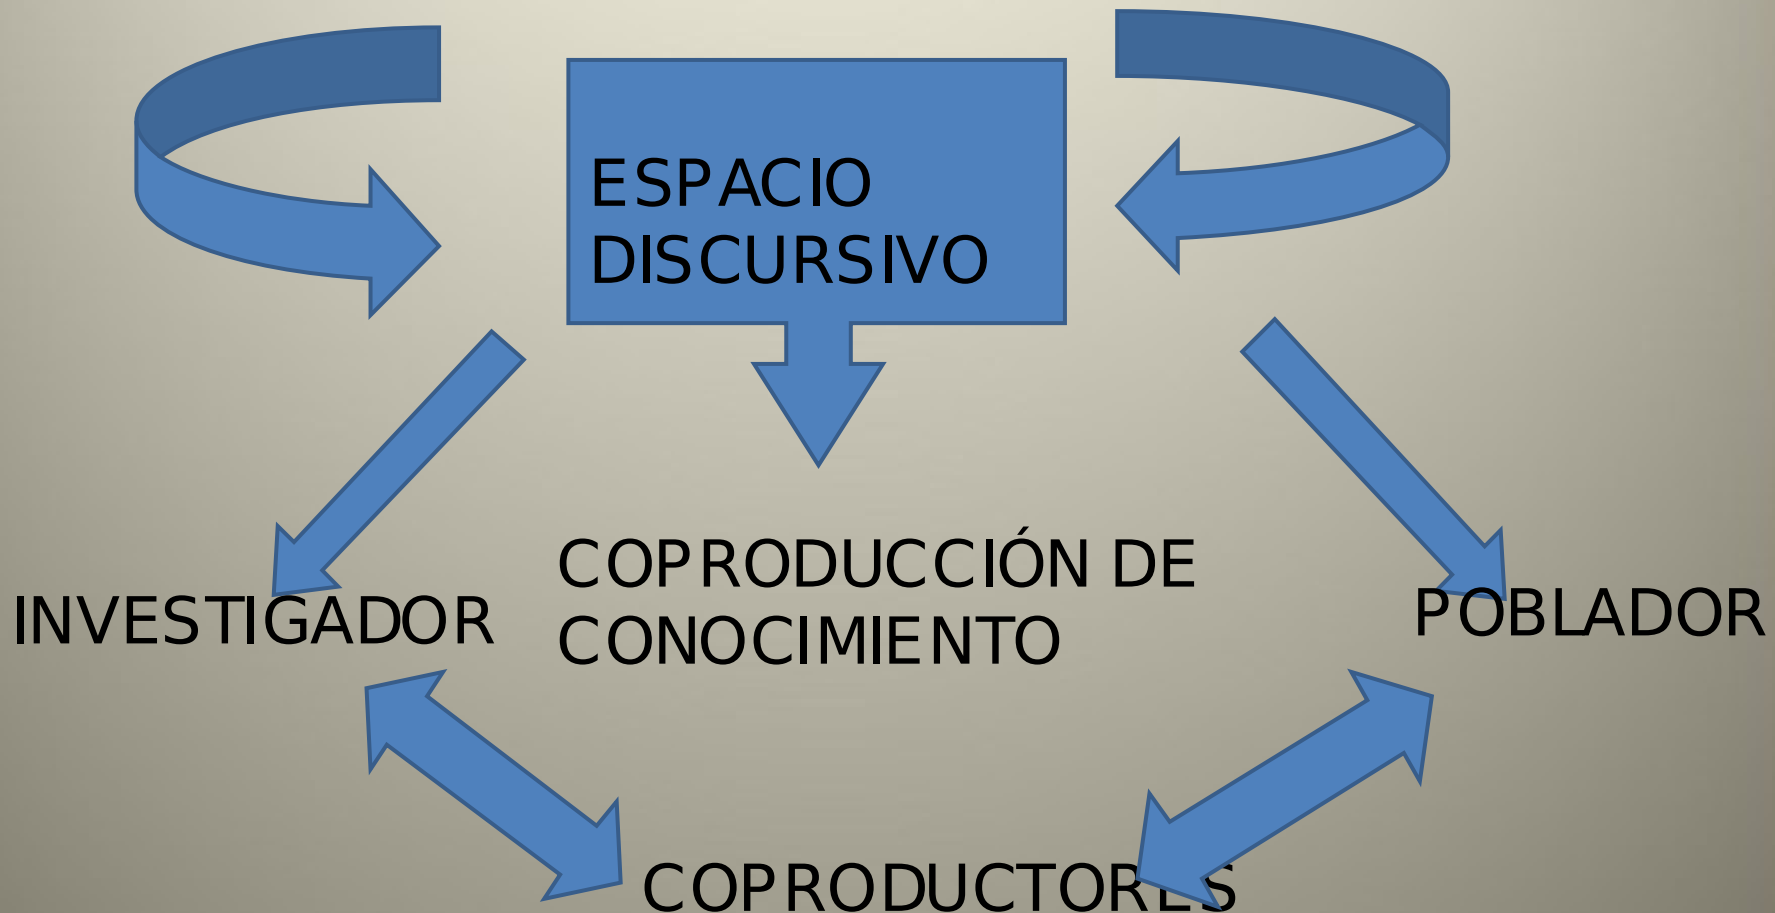 ESPACIO
DISCURSIVO
COPRODUCCIÓN DE
CONOCIMIENTO
INVESTIGADOR
POBLADOR
COPRODUCTORES